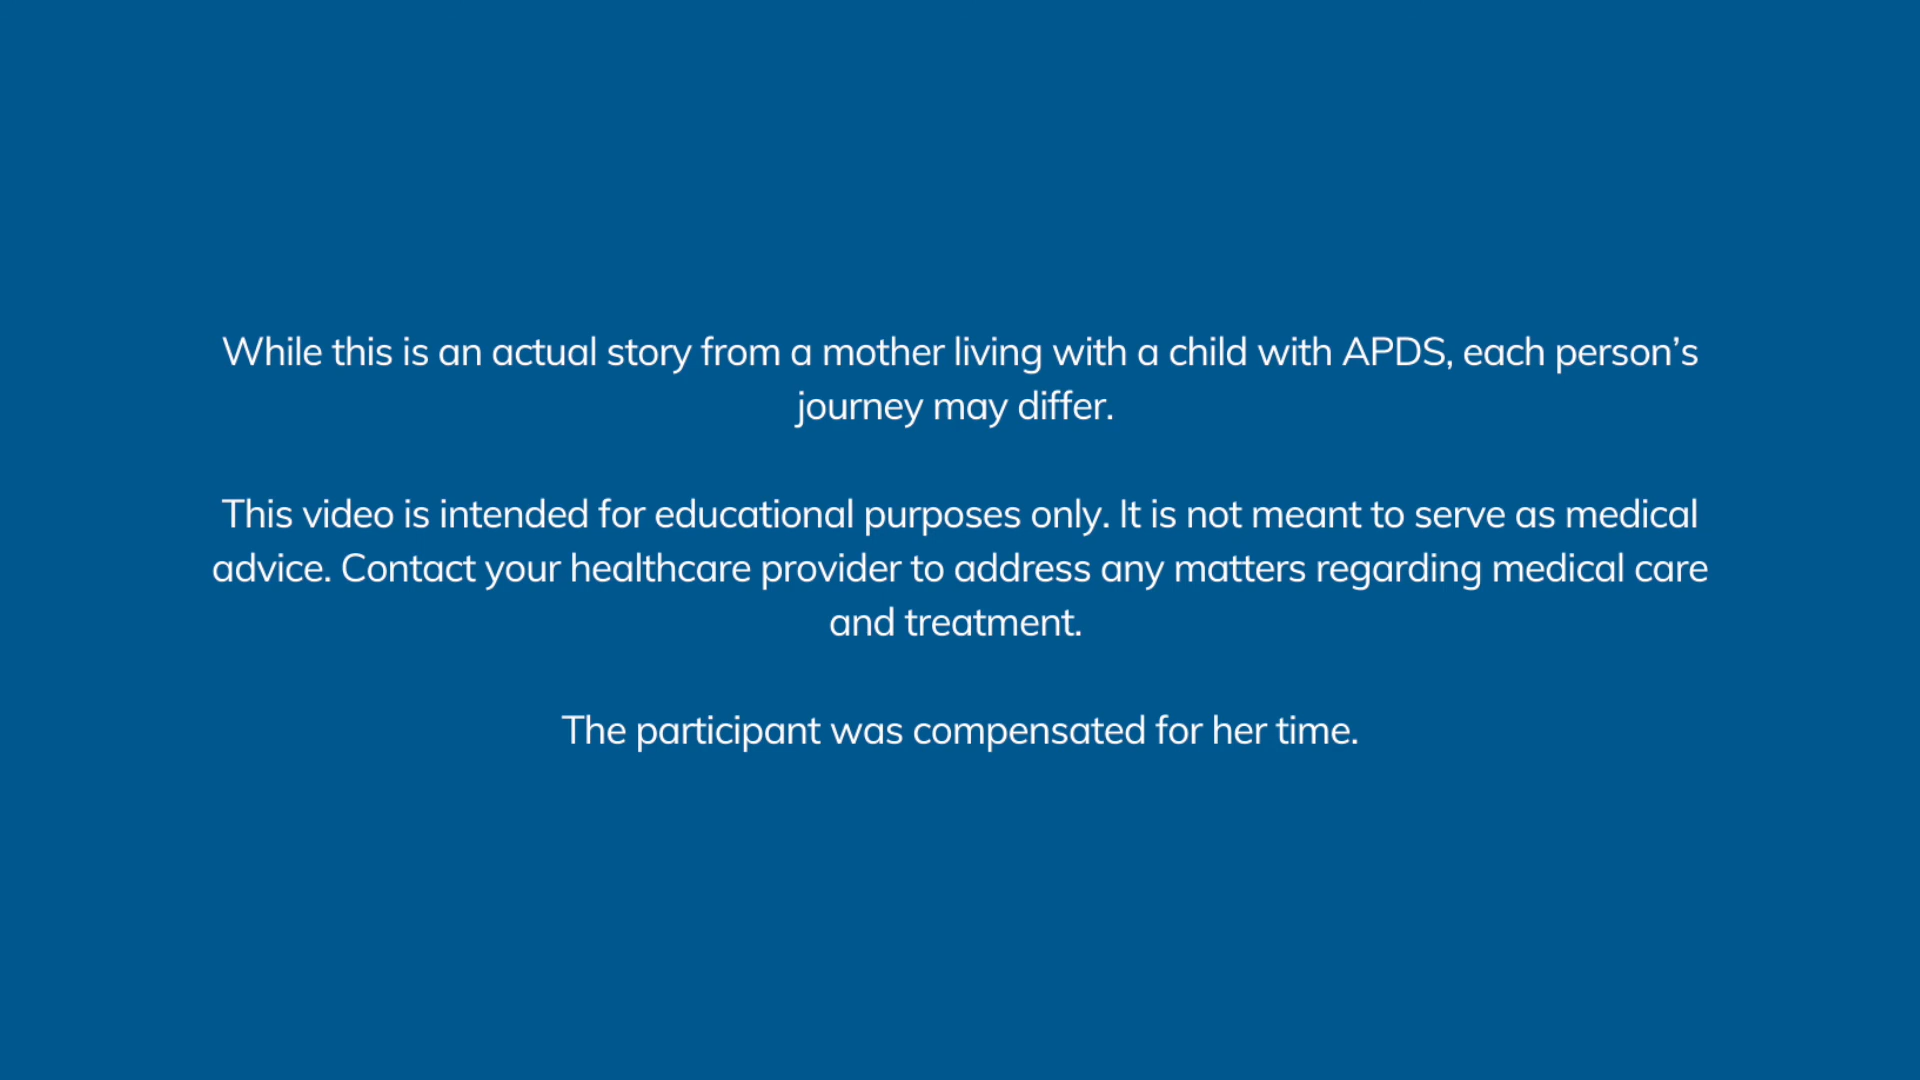 While this is an actual story from a mother living with a child with APDS, each person’s
journey may differ.
This video is intended for educational purposes only. It is not meant to serve as medical
advice. Contact your healthcare provider to address any matters regarding medical care
and treatment.
The participant was compensated for her time.